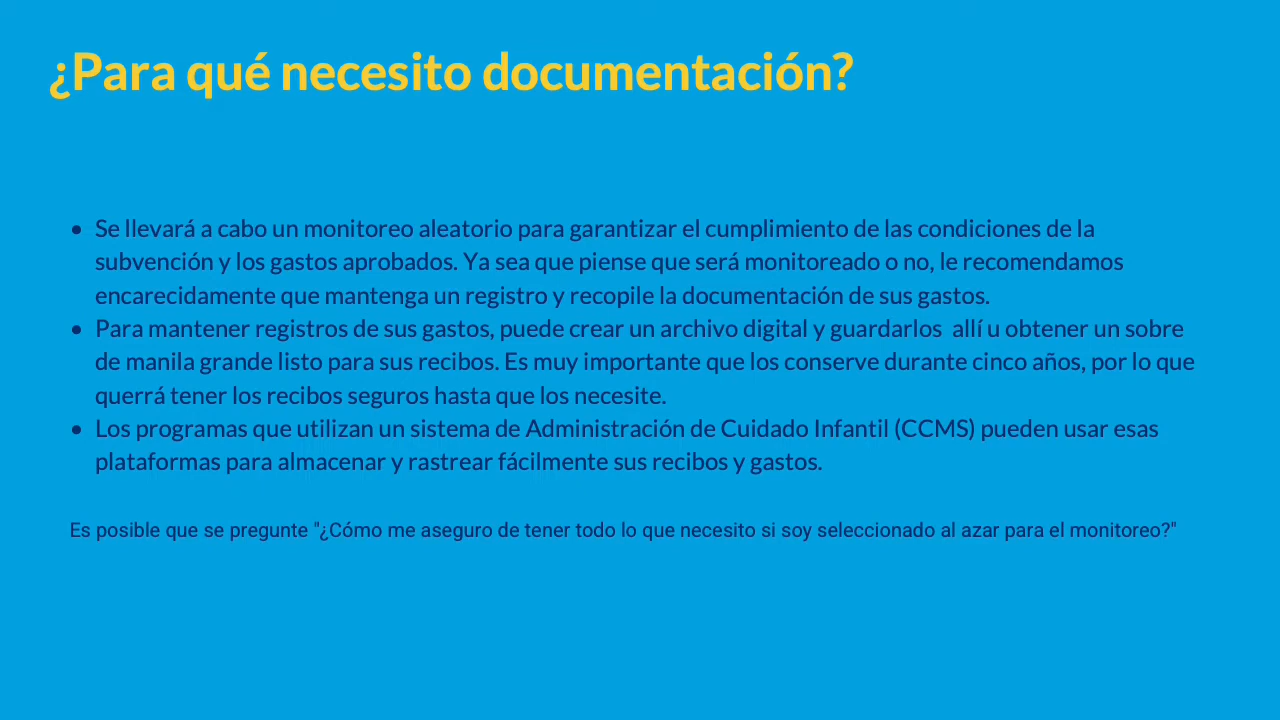 ¿Para qué necesito documentación?
• Se llevará a cabo un monitoreo aleatorio para garantizar el cumplimiento de las condiciones de la
subvención y los gastos aprobados. Ya sea que piense que será monitoreado o no, le recomendamos
encarecidamente que mantenga un registro y recopile la documentación de sus gastos.
• Para mantener registros de sus gastos, puede crear un archivo digital y guardarlos  allí u obtener un sobre
de manila grande listo para sus recibos. Es muy importante que los conserve durante cinco años, por lo que
querrá tener los recibos seguros hasta que los necesite.
• Los programas que utilizan un sistema de Administración de Cuidado Infantil (CCMS) pueden usar esas
plataformas para almacenar y rastrear fácilmente sus recibos y gastos.
Es posible que se pregunte "¿Cómo me aseguro de tener todo lo que necesito si soy seleccionado al azar para el monitoreo?"